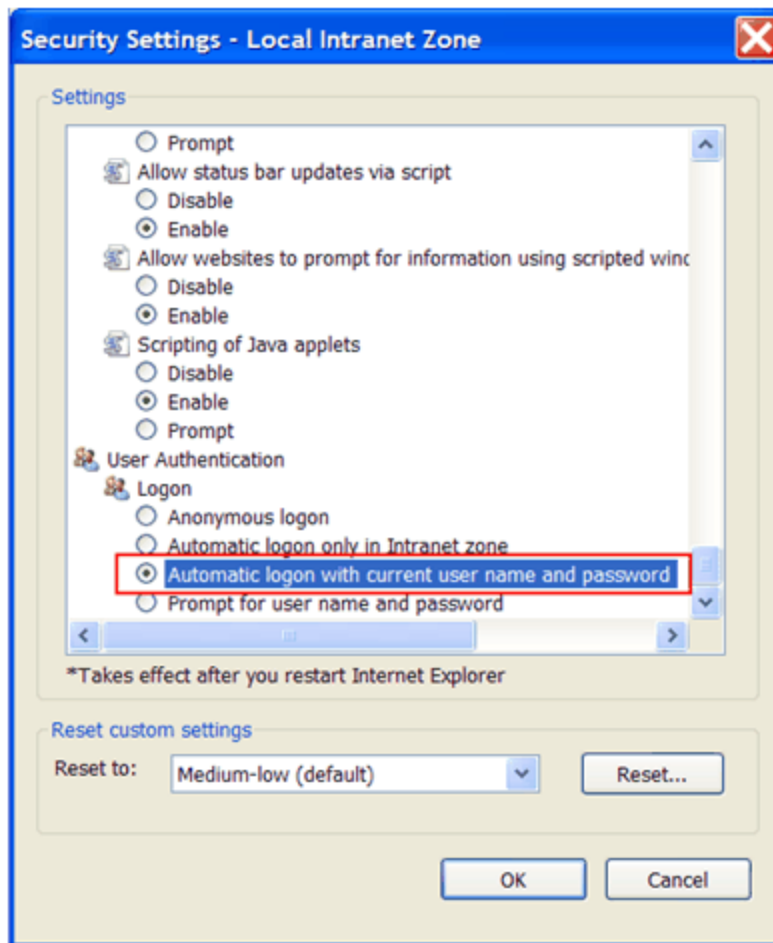 Security Settings - Local Intranet Zone
Settings
Prompt
Allow status bar updates via script
Disable
Enable
Allow websites to prompt for information using scripted winc
Disable
Enable
Scripting of Java applets
Disable
Enable
Prompt
User Authentication
Logon
Anonymous logon
Automatic logon only in Intranet zone
Automatic logon with current user name and password
Prompt for user name and password
*Takes effect after you restart Internet Explorer
Reset custom settings
Reset to: Medium-low (default) Reset...
OK Cancel